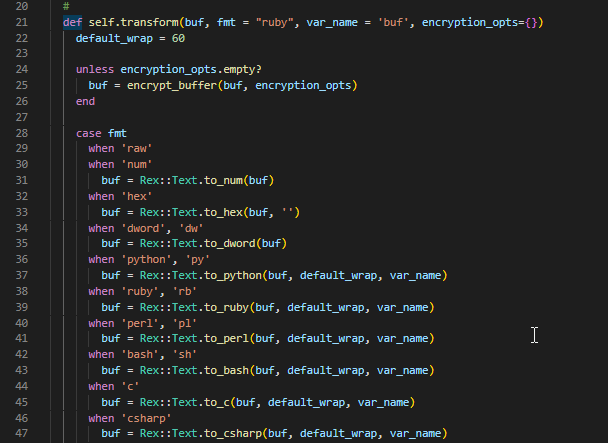 20 #
21 def self.transform(buf, fmt = "ruby", var_name = 'buf', encryption_opts={})
22 default_wrap = 60
23
24 unless encryption_opts.empty?
25 buf = encrypt_buffer(buf, encryption_opts)
26 end
27
28 case fmt
29 when 'raw'
30 when 'num'
31 buf = Rex::Text.to_num(buf)
32 when 'hex'
33 buf = Rex::Text.to_hex(buf, '')
34 when 'dword', 'dw'
35 buf = Rex::Text.to_dword(buf)
36 when 'python', 'py'
37 buf = Rex::Text.to_python(buf, default_wrap, var_name)
38 when 'ruby', 'rb'
39 buf = Rex::Text.to_ruby(buf, default_wrap, var_name)
40 when 'perl', 'pl'
41 buf = Rex::Text.to_perl(buf, default_wrap, var_name)
42 when 'bash', 'sh'
43 buf = Rex::Text.to_bash(buf, default_wrap, var_name)
44 when 'c'
45 buf = Rex::Text.to_c(buf, default_wrap, var_name)
46 when 'csharp'
47 buf = Rex::Text.to_csharp(buf, default_wrap, var_name)